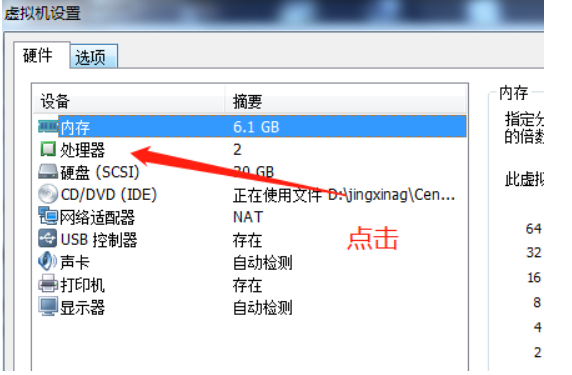 虚拟机设置
硬件 选项
设备 摘要
内存 6.1 GB
处理器 2
硬盘 (SCSI) 20 GB
CD/DVD (IDE) 正在使用文件 D:\jingxinag\Cen...
网络适配器 NAT
USB 控制器 存在
声卡 自动检测
打印机 存在
显示器 自动检测
点击
内存
指定分
的倍数
此虚拟
64
32
16
8
4
2